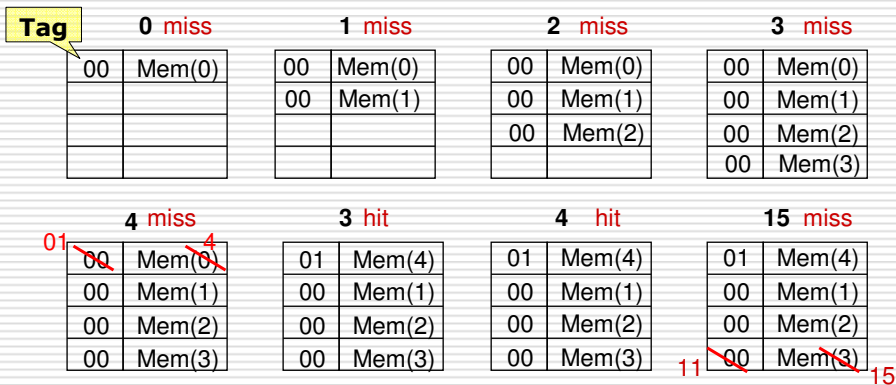 Tag
0 miss 1 miss 2 miss 3 miss
00 Mem(0) 00 Mem(0) 00 Mem(0) 00 Mem(0)
00 Mem(1) 00 Mem(1) 00 Mem(1)
00 Mem(2) 00 Mem(2)
00 Mem(3)
4 miss 3 hit 4 hit 15 miss
01 4
00 Mem(0) 01 Mem(4) 01 Mem(4) 01 Mem(4)
00 Mem(1) 00 Mem(1) 00 Mem(1) 00 Mem(1)
00 Mem(2) 00 Mem(2) 00 Mem(2) 00 Mem(2)
00 Mem(3) 00 Mem(3) 00 Mem(3) 00 Mem(3)
11 15